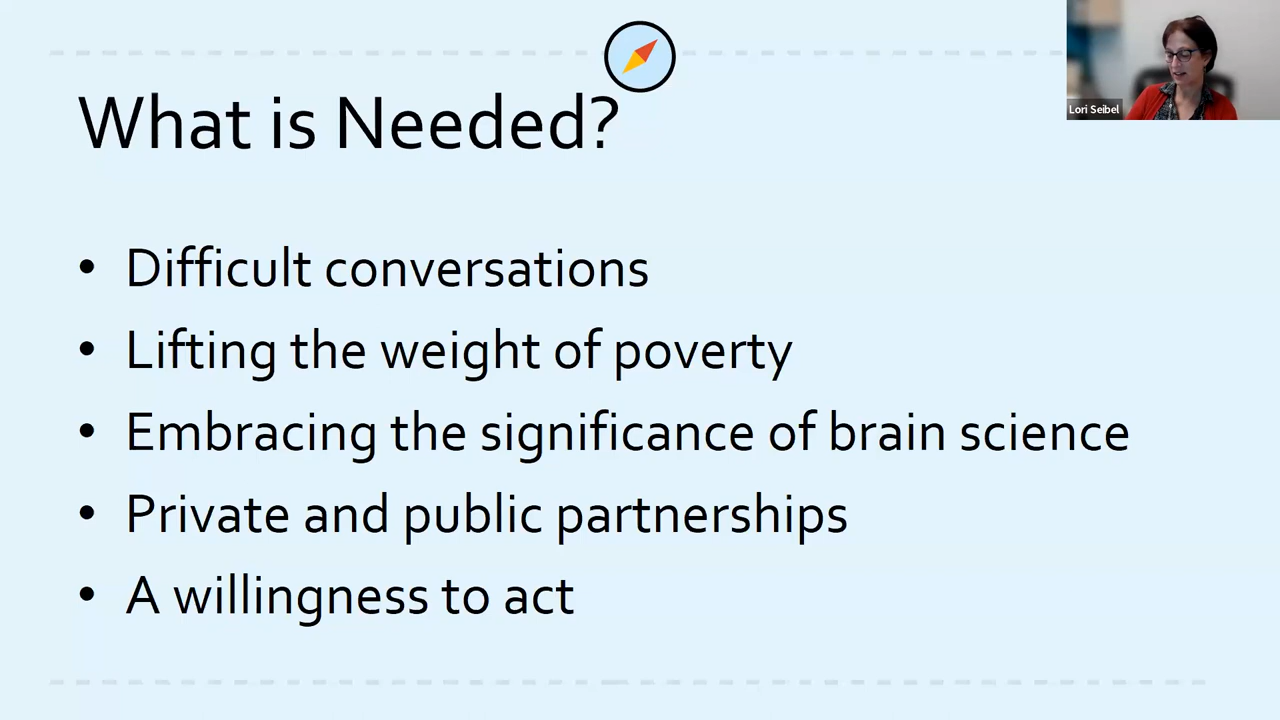 Lori Seibel
What is Needed?
• Difficult conversations
• Lifting the weight of poverty
• Embracing the significance of brain science
• Private and public partnerships
• A willingness to act